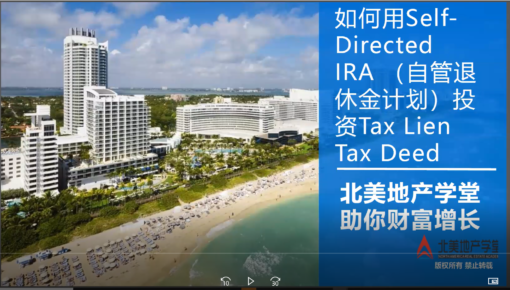 如何用Self-
Directed
IRA （自管退
休金计划）投
资Tax Lien
Tax Deed
北美地产学堂
助你财富增长
北美地产学堂
版权所有 禁止转载
10
30